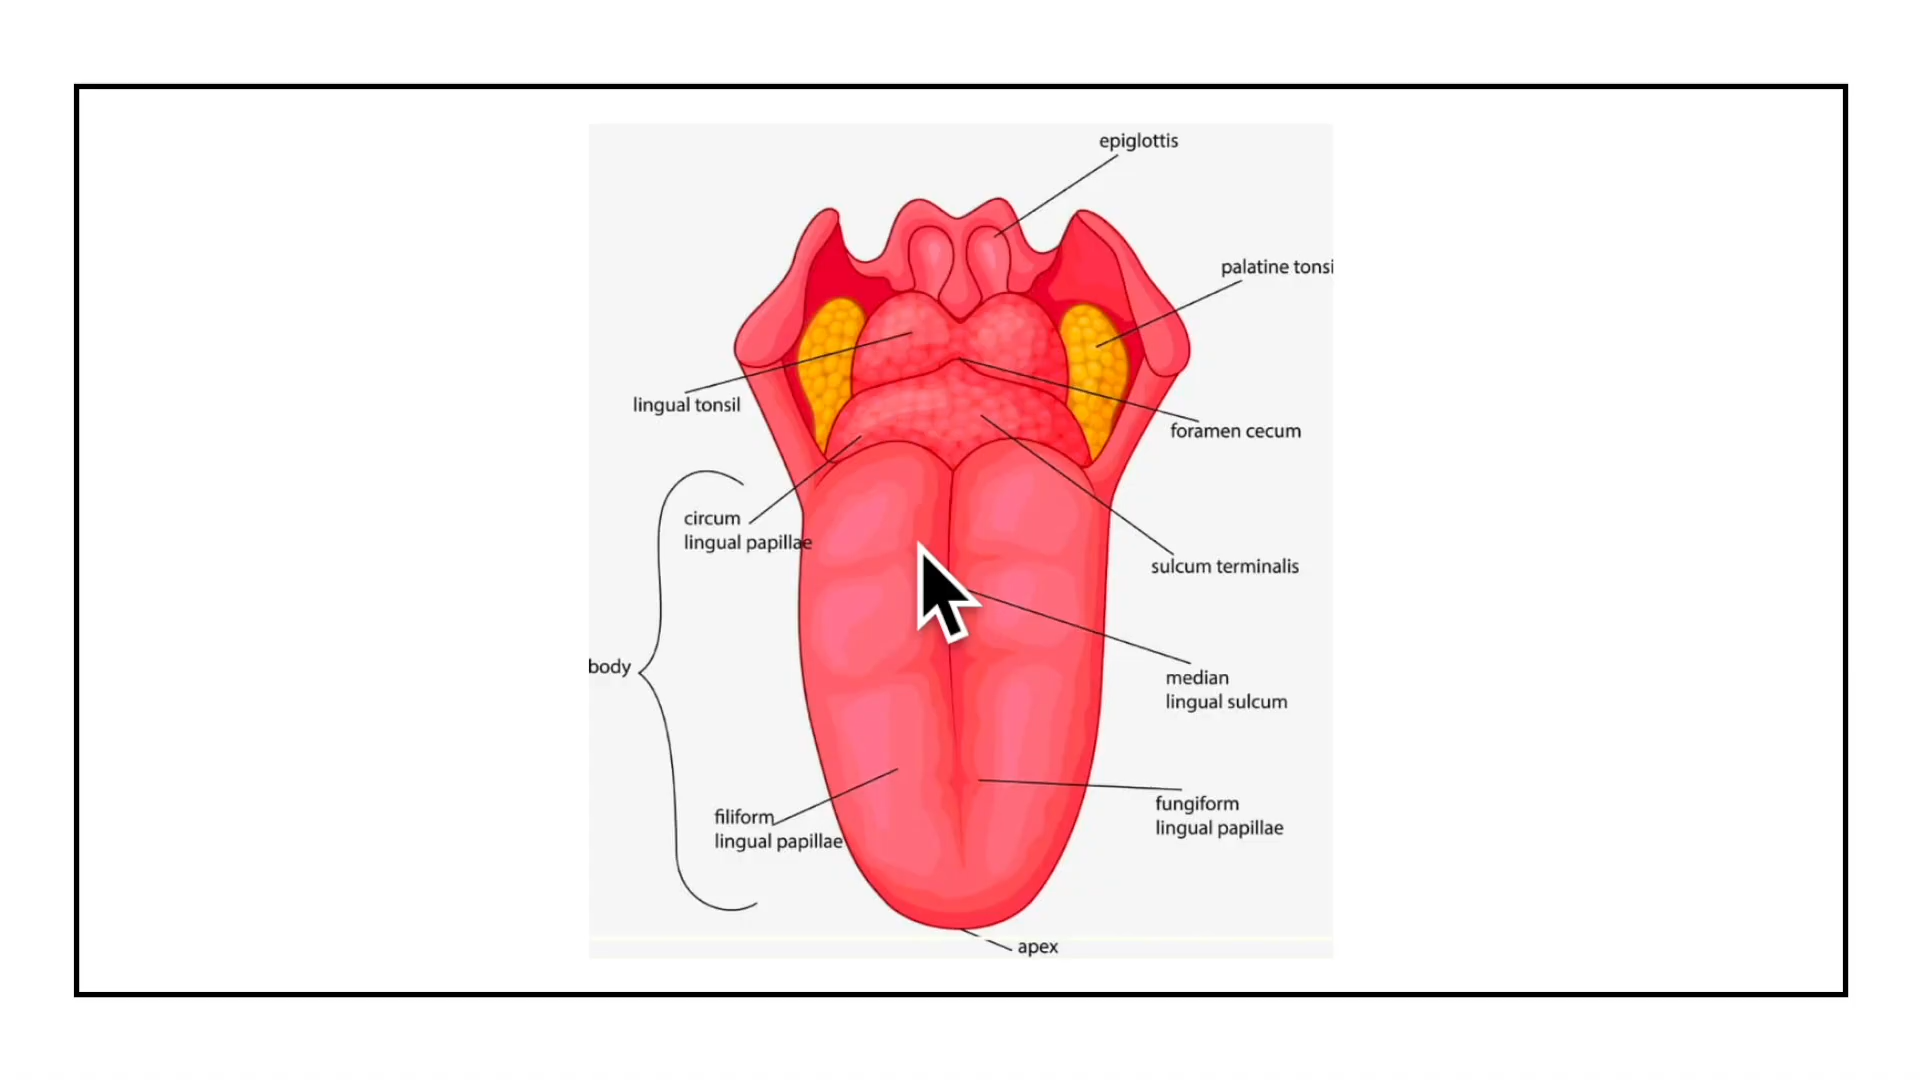 epiglottis
palatine tonsi
lingual tonsil
foramen cecum
circum
lingual papillae
sulcum terminalis
body
median
lingual sulcum
filiform
lingual papillae
fungiform
lingual papillae
apex